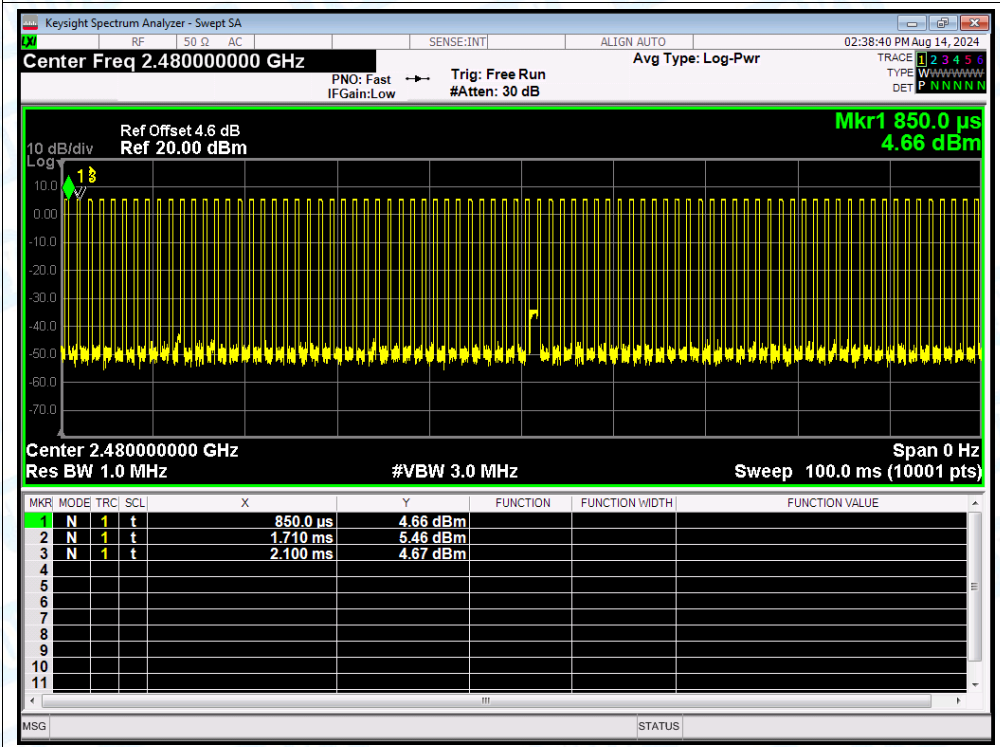 Keysight Spectrum Analyzer - Swept SA
LXI RF 50 Ω AC SENSE:INT ALIGN AUTO 02:38:40 PM Aug 14, 2024
Center Freq 2.480000000 GHz
PNO: Fast
IFGain:Low
Trig: Free Run
#Atten: 30 dB
Avg Type: Log-Pwr
TRACE 1 2 3 4 5 6
TYPE W WWWWW
DET P N N N N N
Mkr1 850.0 µs
4.66 dBm
Ref Offset 4.6 dB
10 dB/div Ref 20.00 dBm
Log
1 3
10.0
0.00
-10.0
-20.0
-30.0
-40.0
-50.0
-60.0
-70.0
Center 2.480000000 GHz Span 0 Hz
Res BW 1.0 MHz #VBW 3.0 MHz Sweep 100.0 ms (10001 pts)
MKR MODE TRC SCL X Y FUNCTION FUNCTION WIDTH FUNCTION VALUE
1 N 1 t 850.0 µs 4.66 dBm
2 N 1 t 1.710 ms 5.46 dBm
3 N 1 t 2.100 ms 4.67 dBm
4
5
6
7
8
9
10
11
MSG STATUS